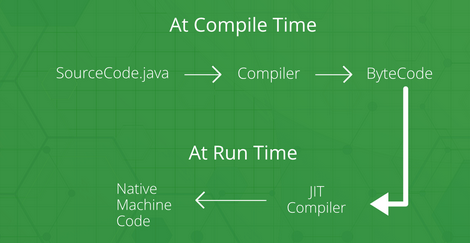 At Compile Time
SourceCode.java
Compiler
ByteCode
At Run Time
Native
Machine
Code
JIT
Compiler